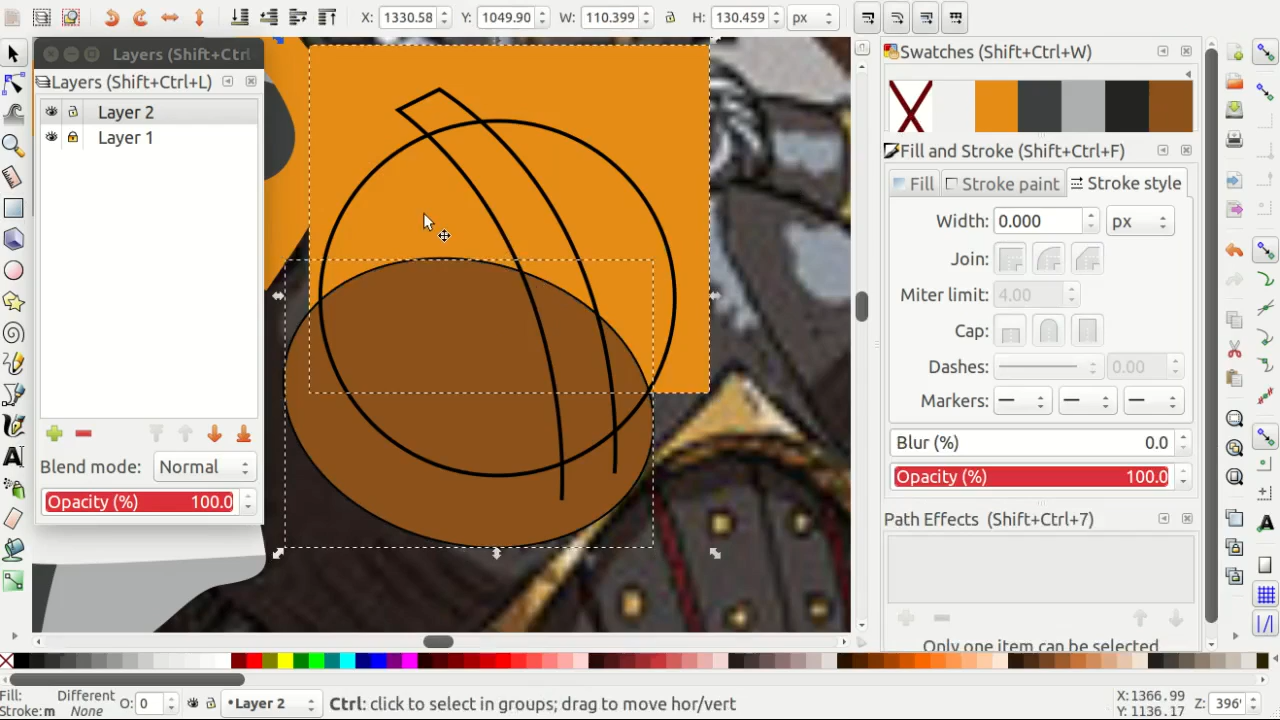 X: 1330.58 Y: 1049.90 W: 110.399 H: 130.459 px
Layers (Shift+Ctrl
Layers (Shift+Ctrl+L)
Layer 2
Layer 1
Blend mode: Normal
Opacity (%) 100.0
Swatches (Shift+Ctrl+W)
Fill and Stroke (Shift+Ctrl+F)
Fill Stroke paint Stroke style
Width: 0.000 px
Join:
Miter limit: 4.00
Cap:
Dashes: 0.00
Markers:
Blur (%) 0.0
Opacity (%) 100.0
Path Effects (Shift+Ctrl+7)
Only one item can be selected
Fill: Different O: 0 Layer 2 Ctrl: click to select in groups; drag to move hor/vert X:1366.99 Z: 396
Stroke:m None Y:1136.17